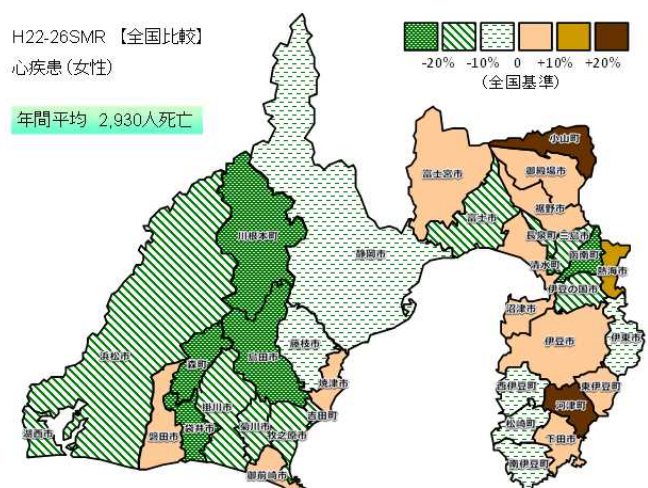 H22-26SMR 【全国比較】
心疾患(女性)
年間平均 2,930人死亡
-20% -10% 0 +10% +20%
(全国基準)
小山町
御殿場市
富士宮市
裾野市
富士市
長泉町
三島市
函南町
熱海市
清水町
伊豆の国市
沼津市
伊豆市
伊東市
西伊豆町
東伊豆町
河津町
松崎町
下田市
南伊豆町
川根本町
静岡市
藤枝市
島田市
焼津市
浜松市
森町
掛川市
吉田町
菊川市
牧之原市
湖西市
磐田市
袋井市
御前崎市